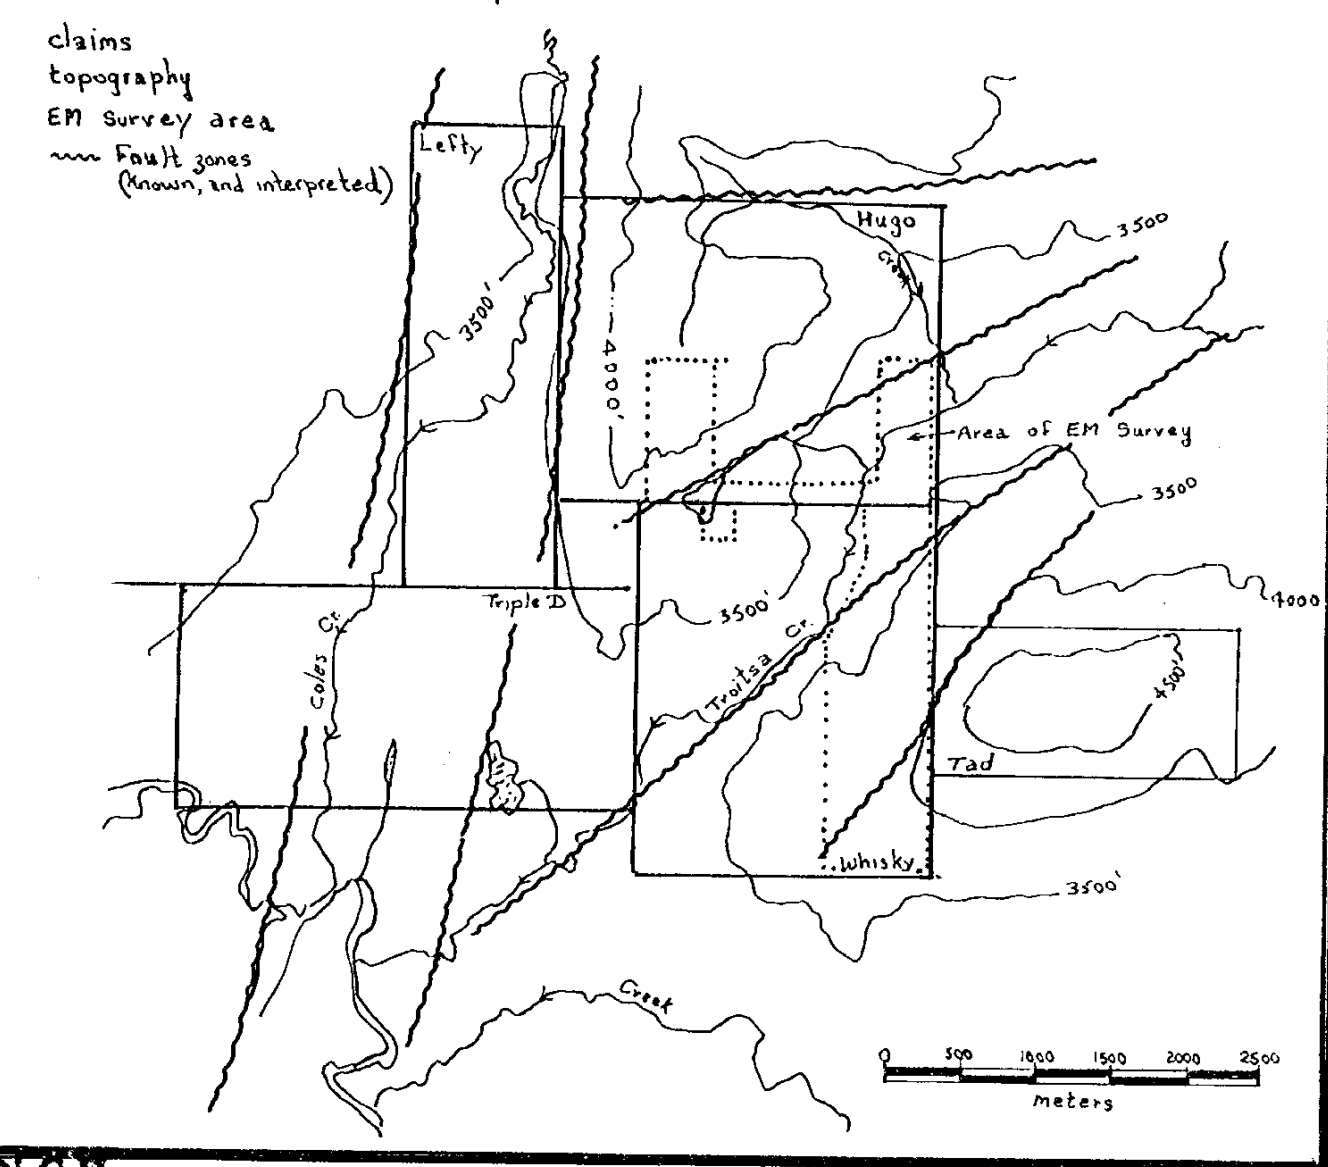 claims
topography
EM Survey area
Fault zones
(Known, and interpreted)
Lefty
Hugo
Creek
3500
3500'
4000'
Area of EM Survey
3500
Triple D
3500'
4000
Coles Cr.
Troitsa Cr.
4500'
Tad
Whisky
3500'
Creek
0 500 1000 1500 2000 2500
meters